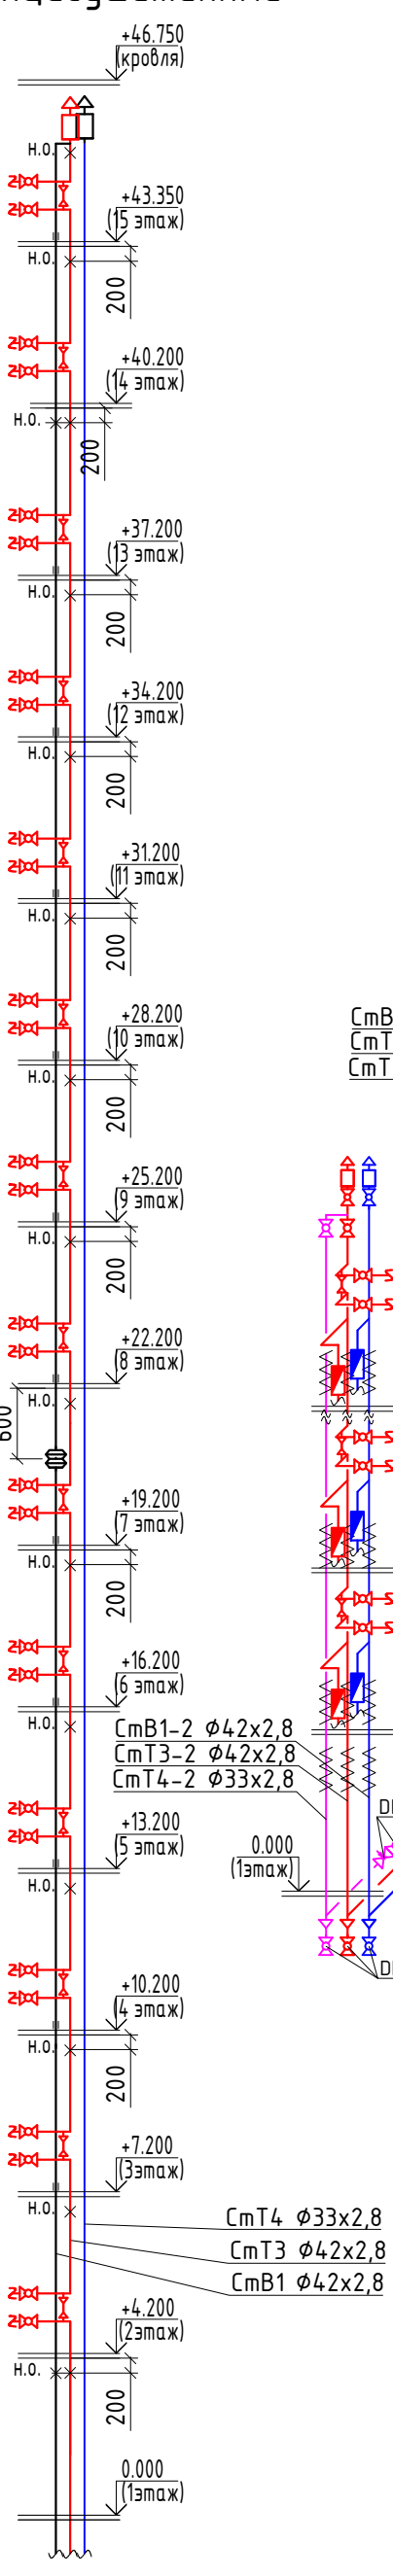 +46.750
(кровля)
Н.О.
+43.350
(15 этаж)
Н.О.
200
+40.200
(14 этаж)
Н.О.
200
+37.200
(13 этаж)
Н.О.
200
+34.200
(12 этаж)
Н.О.
200
+31.200
(11 этаж)
Н.О.
200
+28.200
(10 этаж)
Н.О.
200
+25.200
(9 этаж)
Н.О.
200
+22.200
(8 этаж)
Н.О.
600
+19.200
(7 этаж)
Н.О.
200
+16.200
(6 этаж)
Н.О.
+13.200
(5 этаж)
Н.О.
+10.200
(4 этаж)
Н.О.
200
+7.200
(3этаж)
Н.О.
СтТ4 Ф33х2,8
СтТ3 Ф42х2,8
СтВ1 Ф42х2,8
+4.200
(2этаж)
Н.О.
200
0.000
(1этаж)
СтВ
СтТ
СтТ
СтВ1-2 Ф42х2,8
СтТ3-2 Ф42х2,8
СтТ4-2 Ф33х2,8
0.000
(1этаж)